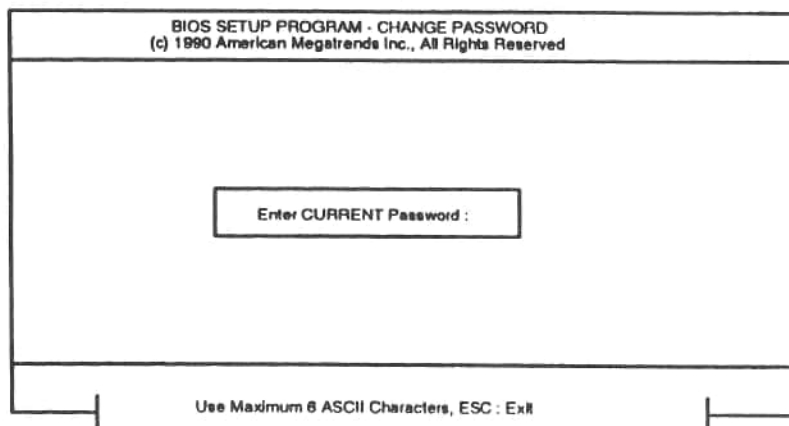 BIOS SETUP PROGRAM - CHANGE PASSWORD
(c) 1990 American Megatrends Inc., All Rights Reserved
Enter CURRENT Password :
Use Maximum 6 ASCII Characters, ESC : Exit